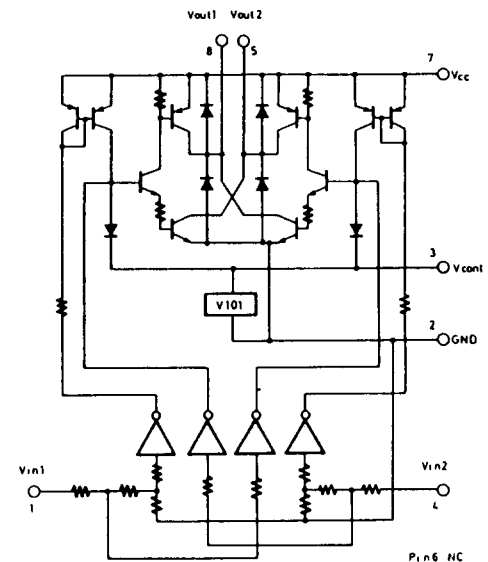 Vout1 Vout2
8 5
7
Vcc
3
Vcont
V101
2
GND
Vin1
1
Vin2
4
Pin6 NC